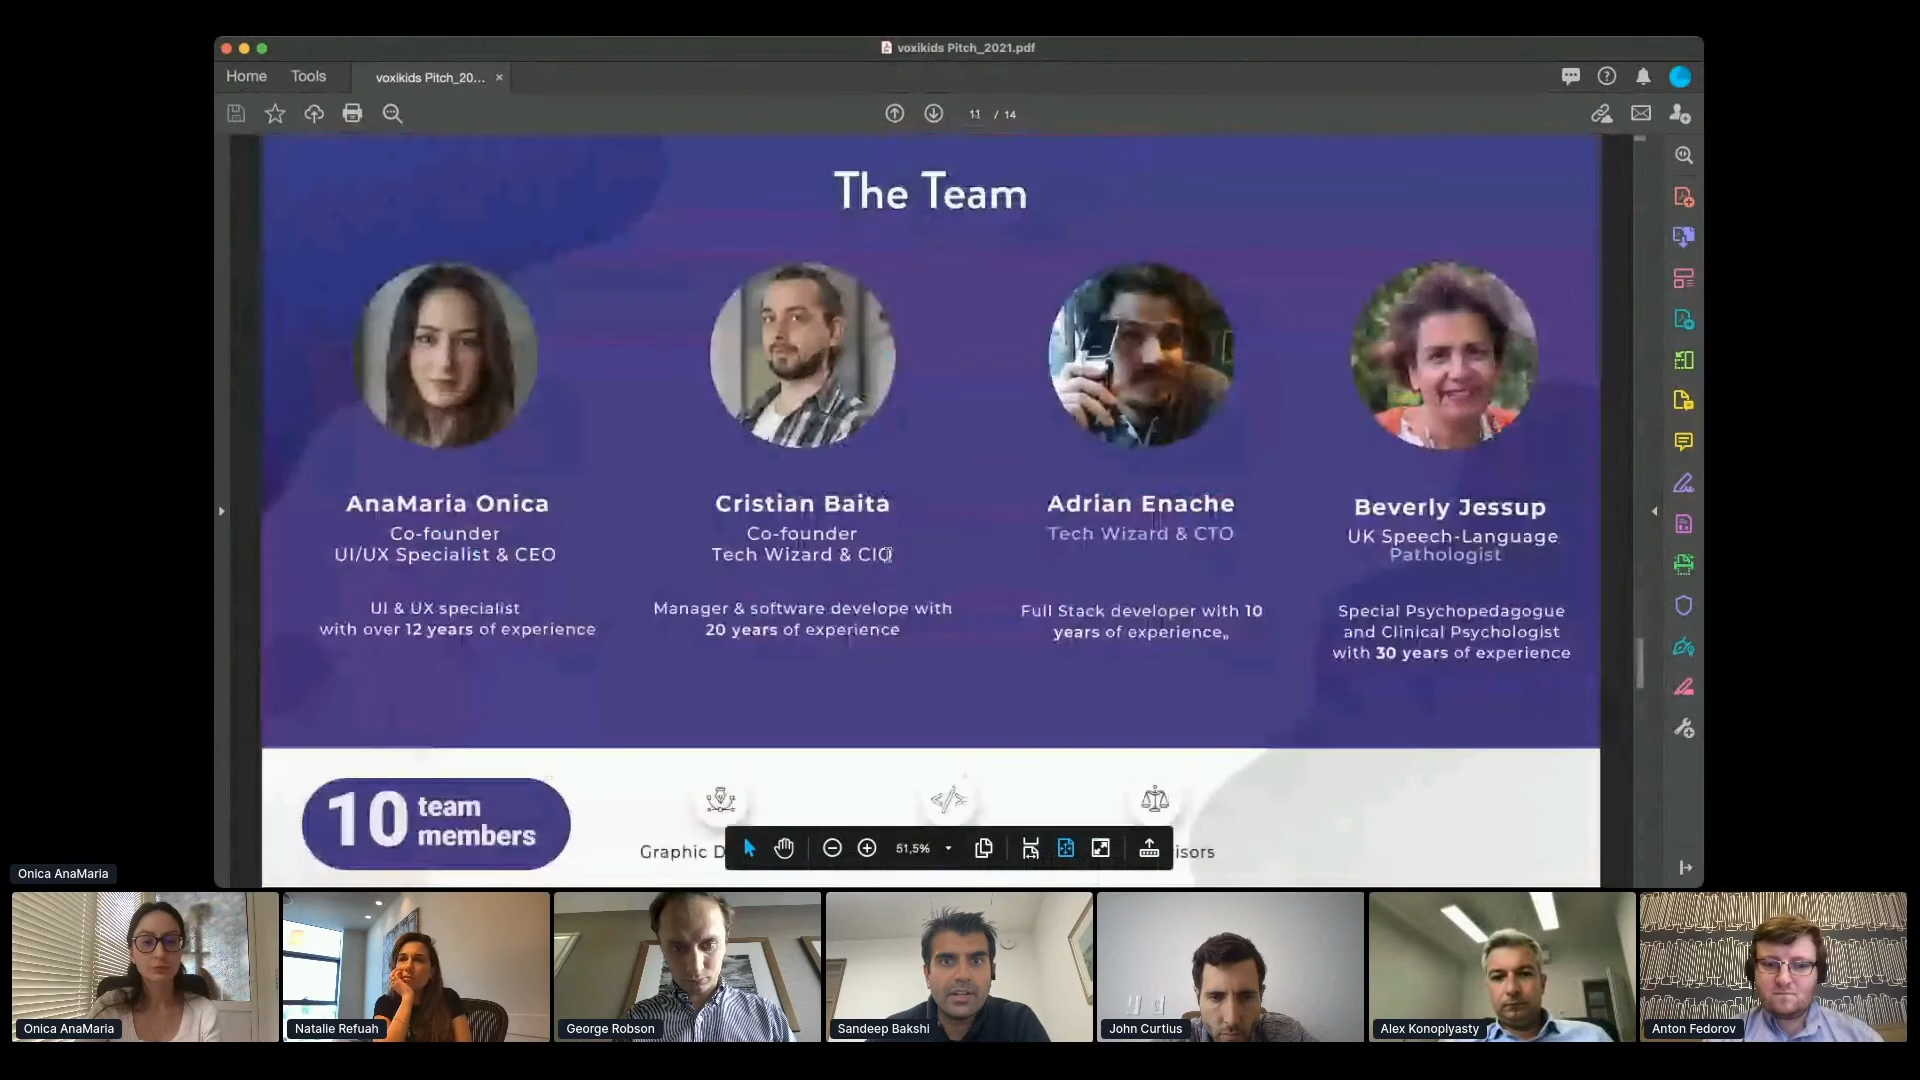 voxikids Pitch_2021.pdf
Home
Tools
voxikids Pitch_20... ×
11 / 14
The Team
AnaMaria Onica
Co-founder
UI/UX Specialist & CEO
UI & UX specialist
with over 12 years of experience
Cristian Baita
Co-founder
Tech Wizard & CIO
Manager & software develope with
20 years of experience
Adrian Enache
Tech Wizard & CTO
Full Stack developer with 10
years of experience„
Beverly Jessup
UK Speech-Language
Pathologist
Special Psychopedagogue
and Clinical Psychologist
with 30 years of experience
10 team
members
Graphic D
isors
51,5%
Onica AnaMaria
Onica AnaMaria
Natalie Refuah
George Robson
Sandeep Bakshi
John Curtius
Alex Konoplyasty
Anton Fedorov